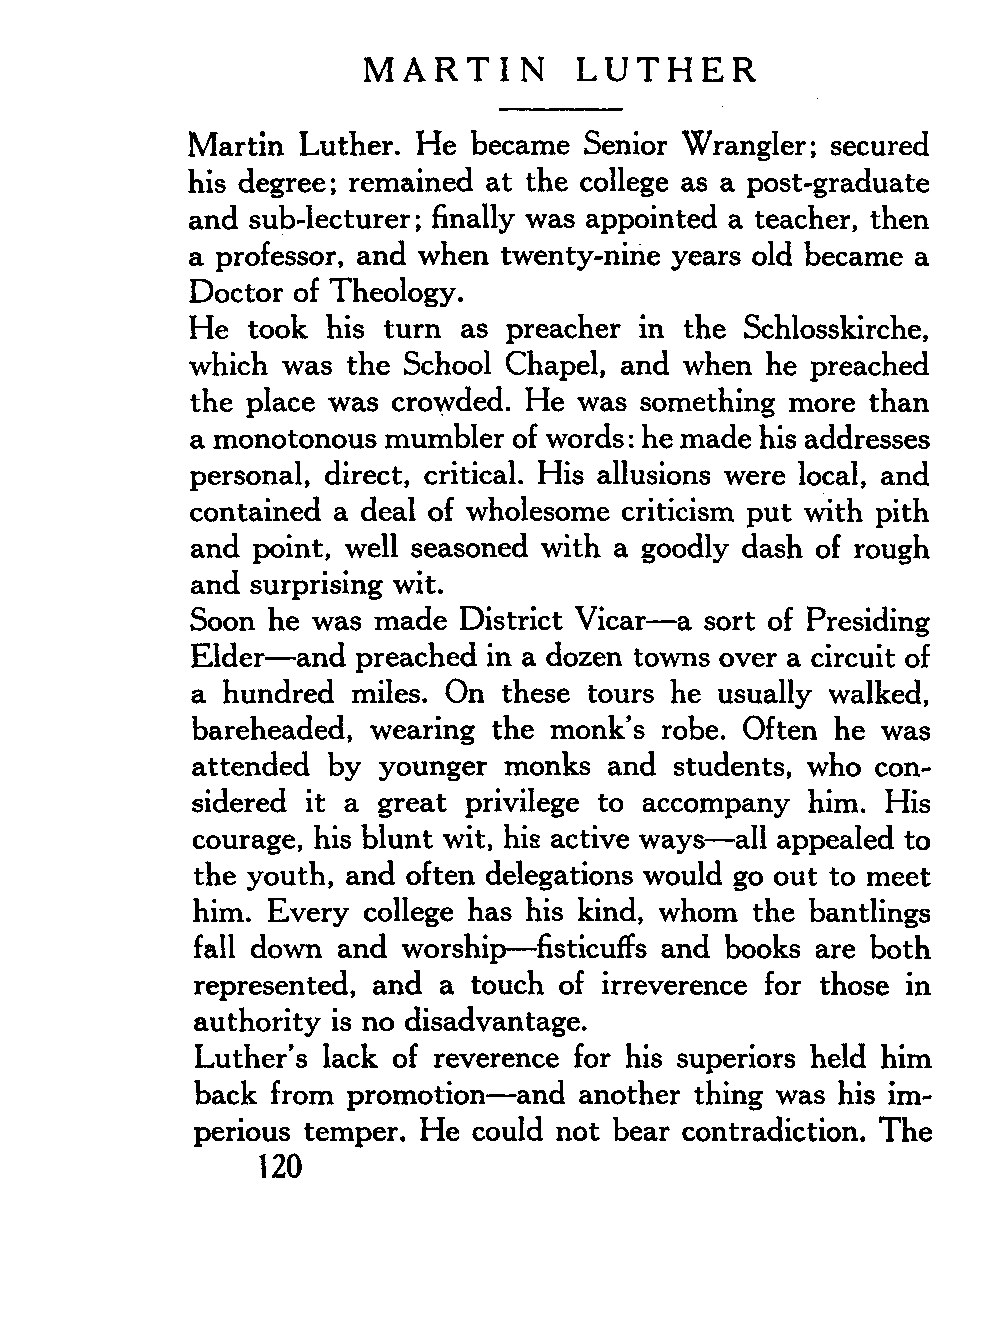 MARTIN LUTHER
Martin Luther. He became Senior Wrangler; secured
his degree; remained at the college as a post-graduate
and sub-lecturer; finally was appointed a teacher, then
a professor, and when twenty-nine years old became a
Doctor of Theology.
He took his turn as preacher in the Schlosskirche,
which was the School Chapel, and when he preached
the place was crowded. He was something more than
a monotonous mumbler of words: he made his addresses
personal, direct, critical. His allusions were local, and
contained a deal of wholesome criticism put with pith
and point, well seasoned with a goodly dash of rough
and surprising wit.
Soon he was made District Vicar—a sort of Presiding
Elder—and preached in a dozen towns over a circuit of
a hundred miles. On these tours he usually walked,
bareheaded, wearing the monk's robe. Often he was
attended by younger monks and students, who con-
sidered it a great privilege to accompany him. His
courage, his blunt wit, his active ways—all appealed to
the youth, and often delegations would go out to meet
him. Every college has his kind, whom the bantlings
fall down and worship—fisticuffs and books are both
represented, and a touch of irreverence for those in
authority is no disadvantage.
Luther's lack of reverence for his superiors held him
back from promotion—and another thing was his im-
perious temper. He could not bear contradiction. The
120